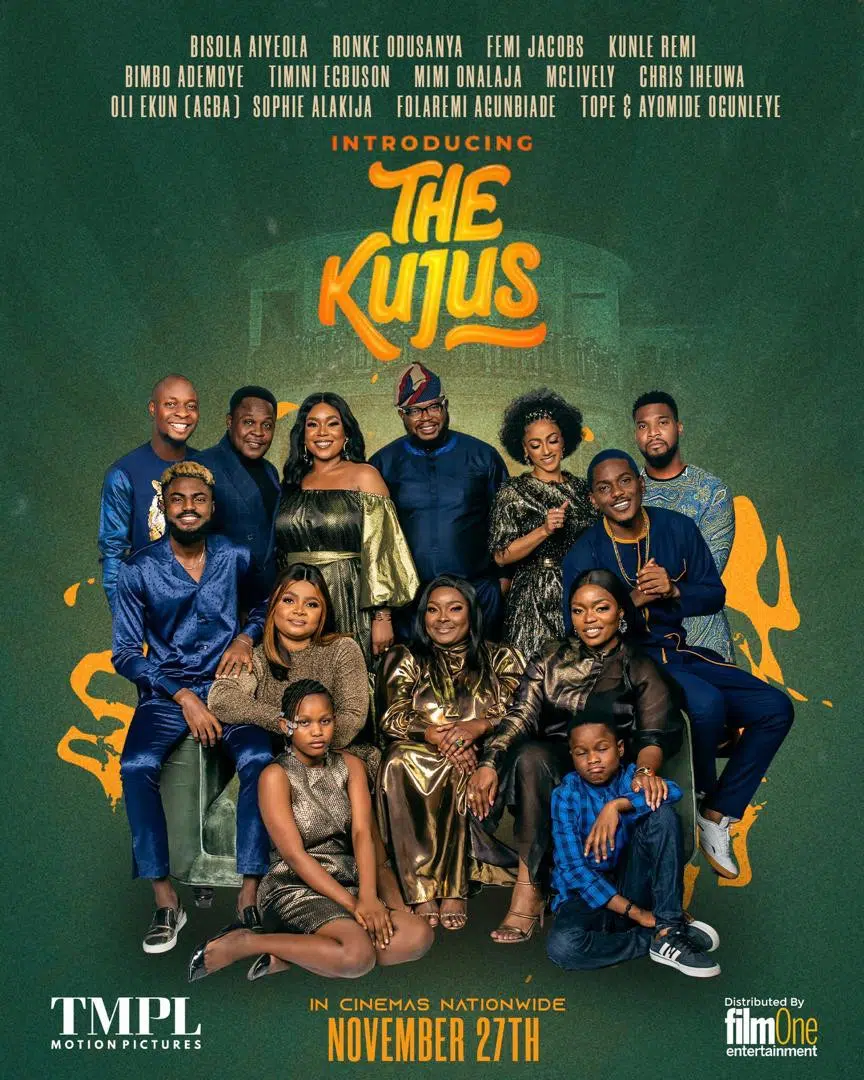 BISOLA AIYEOLA RONKE ODUSANYA FEMI JACOBS KUNLE REMI
BIMBO ADEMOYE TIMINI EGBUSON MIMI ONALAJA MCLIVELY CHRIS IHEUWA
OLI EKUN (AGBA) SOPHIE ALAKIJA FOLAREMI AGUNBIADE TOPE & AYOMIDE OGUNLEYE
INTRODUCING
THE
KUJUS
TMPL
MOTION PICTURES
IN CINEMAS NATIONWIDE
NOVEMBER 27TH
Distributed By
filmOne
entertainment